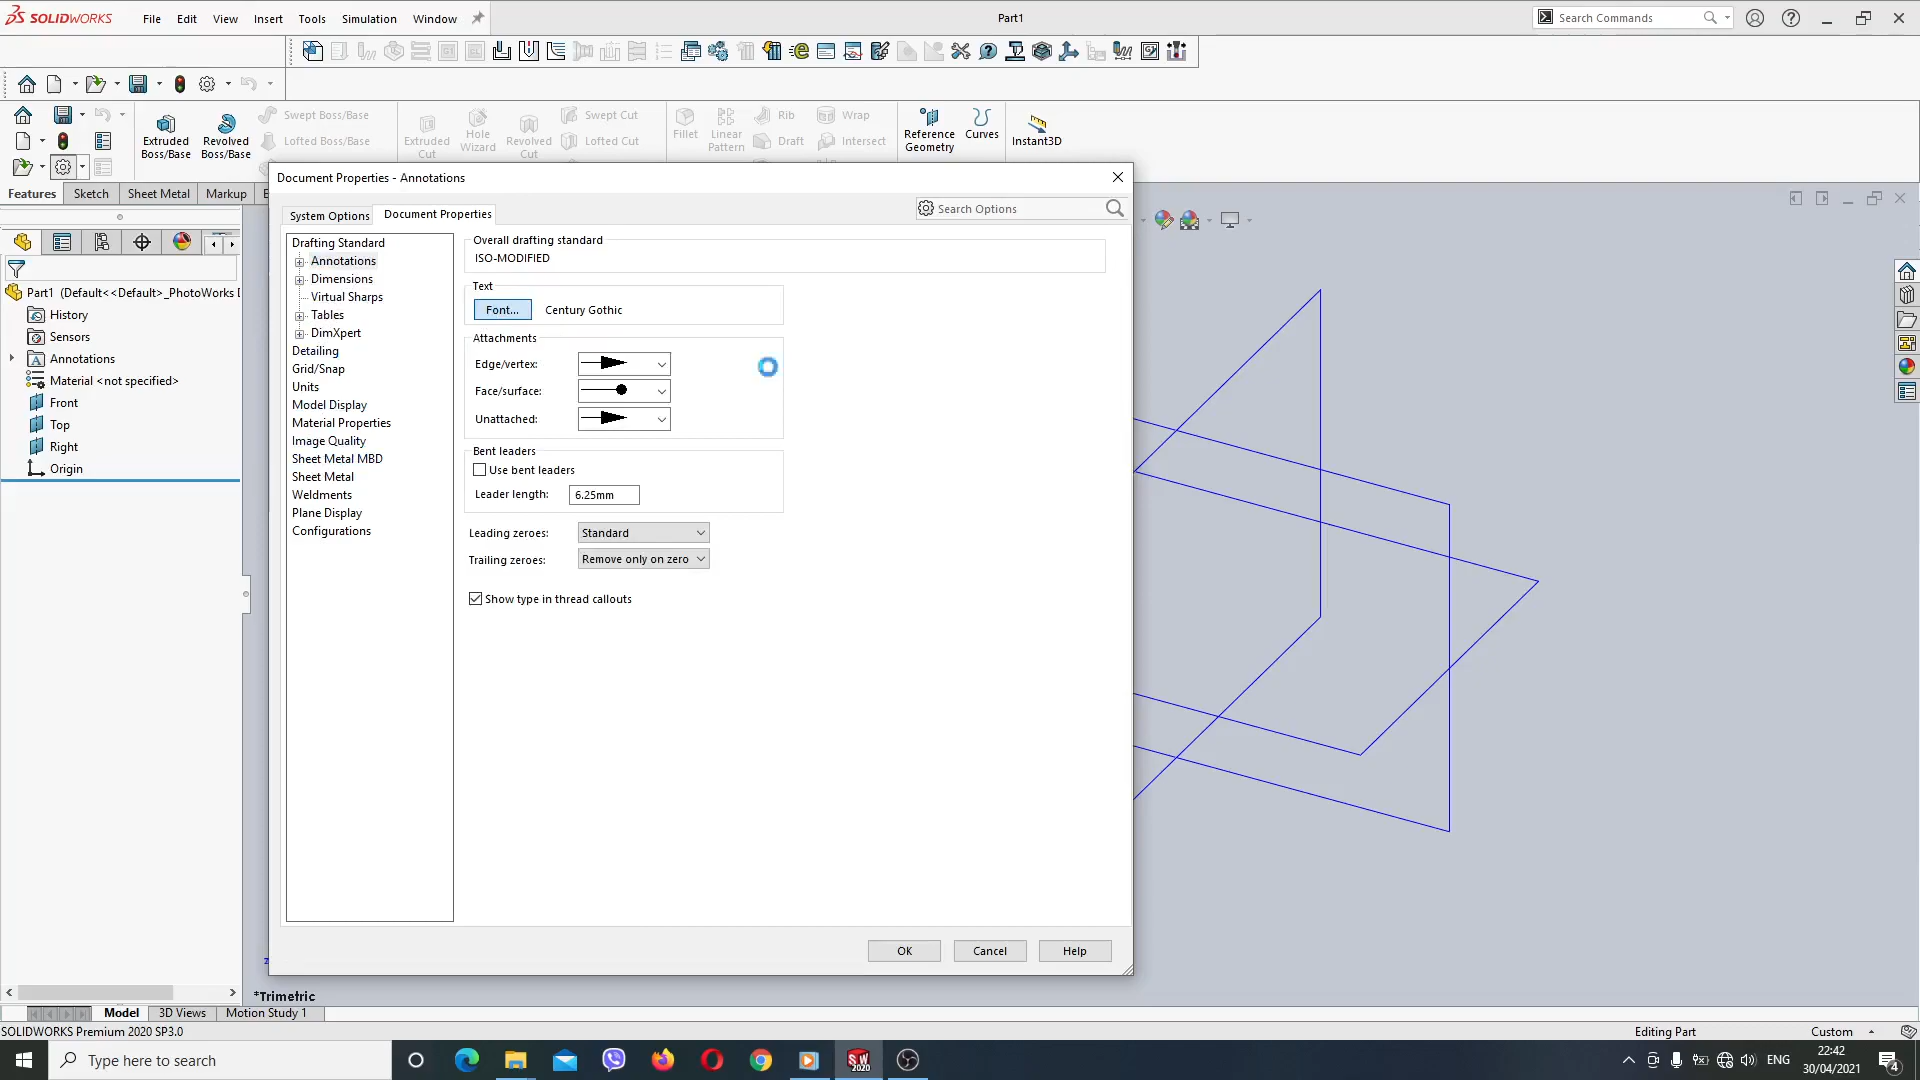 SOLIDWORKS File Edit View Insert Tools Simulation Window Part1 Search Commands
Swept Boss/Base Swept Cut Rib Wrap
Extruded Boss/Base Revolved Boss/Base Lofted Boss/Base Extruded Cut Hole Wizard Revolved Cut Lofted Cut Fillet Linear Pattern Draft Intersect Reference Geometry Curves Instant3D
Features Sketch Sheet Metal Markup
Document Properties - Annotations
System Options Document Properties Search Options
Part1 (Default<<Default>_PhotoWorks
History
Sensors
Annotations
Material <not specified>
Front
Top
Right
Origin
Drafting Standard
Annotations
Dimensions
Virtual Sharps
Tables
DimXpert
Detailing
Grid/Snap
Units
Model Display
Material Properties
Image Quality
Sheet Metal MBD
Sheet Metal
Weldments
Plane Display
Configurations
Overall drafting standard
ISO-MODIFIED
Text
Font... Century Gothic
Attachments
Edge/vertex:
Face/surface:
Unattached:
Bent leaders
Use bent leaders
Leader length: 6.25mm
Leading zeroes: Standard
Trailing zeroes: Remove only on zero
Show type in thread callouts
OK Cancel Help
*Trimetric
Model 3D Views Motion Study 1
SOLIDWORKS Premium 2020 SP3.0 Editing Part Custom
Type here to search SW 2020 ENG 22:42 30/04/2021 4